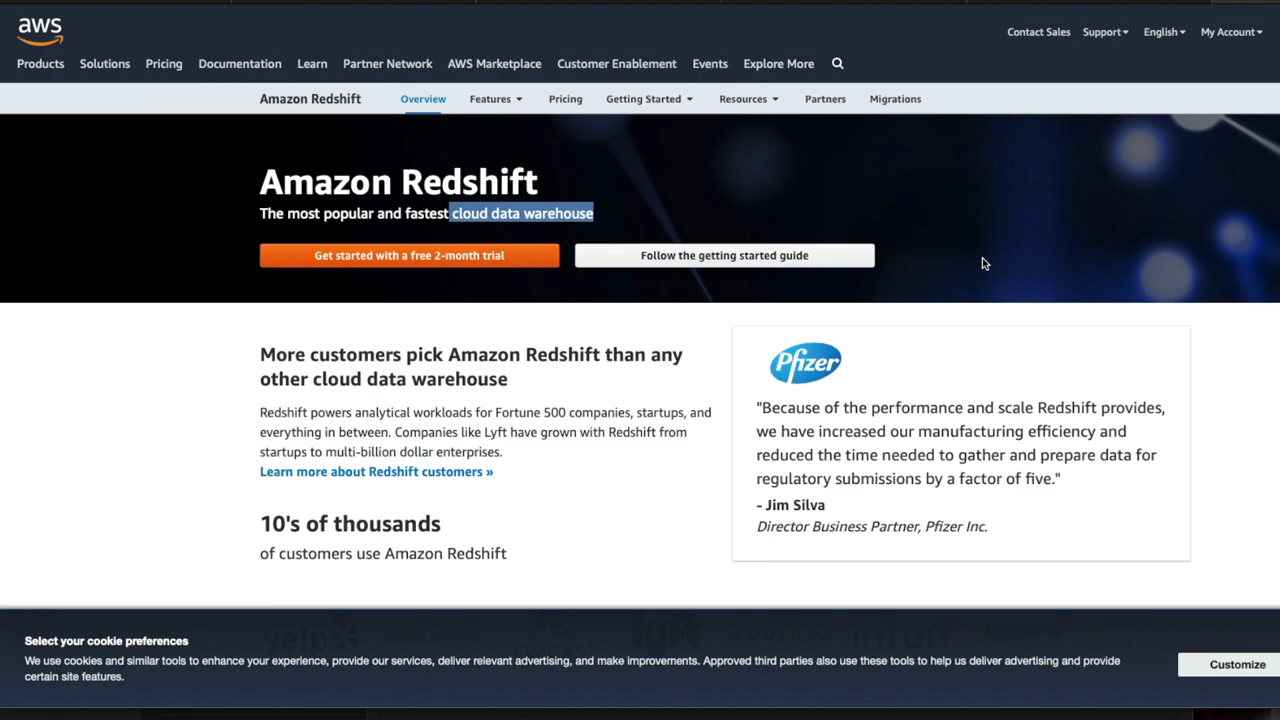 aws
Contact Sales Support English My Account
Products Solutions Pricing Documentation Learn Partner Network AWS Marketplace Customer Enablement Events Explore More
Amazon Redshift Overview Features Pricing Getting Started Resources Partners Migrations
Amazon Redshift
The most popular and fastest cloud data warehouse
Get started with a free 2-month trial Follow the getting started guide
More customers pick Amazon Redshift than any
other cloud data warehouse
Redshift powers analytical workloads for Fortune 500 companies, startups, and
everything in between. Companies like Lyft have grown with Redshift from
startups to multi-billion dollar enterprises.
Learn more about Redshift customers »
10's of thousands
of customers use Amazon Redshift
Pfizer
"Because of the performance and scale Redshift provides,
we have increased our manufacturing efficiency and
reduced the time needed to gather and prepare data for
regulatory submissions by a factor of five."
- Jim Silva
Director Business Partner, Pfizer Inc.
yelp lyft EQUINOX intuit
Select your cookie preferences
We use cookies and similar tools to enhance your experience, provide our services, deliver relevant advertising, and make improvements. Approved third parties also use these tools to help us deliver advertising and provide
certain site features.
Customize